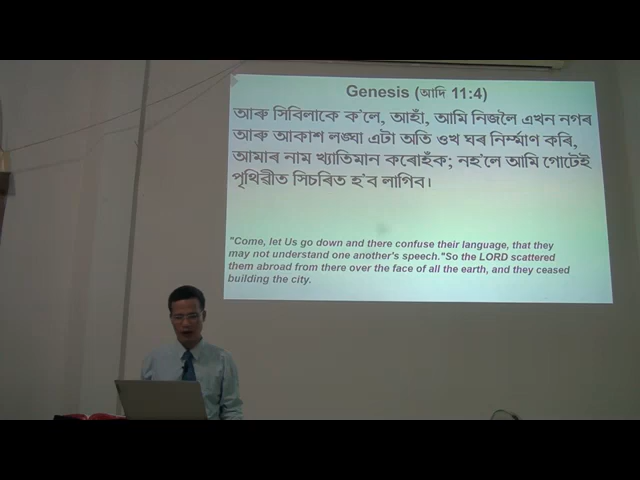 Genesis (আদি 11:4)
আৰু সিবিলাকে ক'লে, আহাঁ, আমি নিজলৈ এখন নগৰ
আৰু আকাশ লঙ্ঘা এটা অতি ওখ ঘৰ নিৰ্ম্মাণ কৰি,
আমাৰ নাম খ্যাতিমান কৰোহঁক; নহ'লে আমি গোটেই
পৃথিৱীত সিচৰিত হ'ব লাগিব।
"Come, let Us go down and there confuse their language, that they
may not understand one another's speech."So the LORD scattered
them abroad from there over the face of all the earth, and they ceased
building the city.